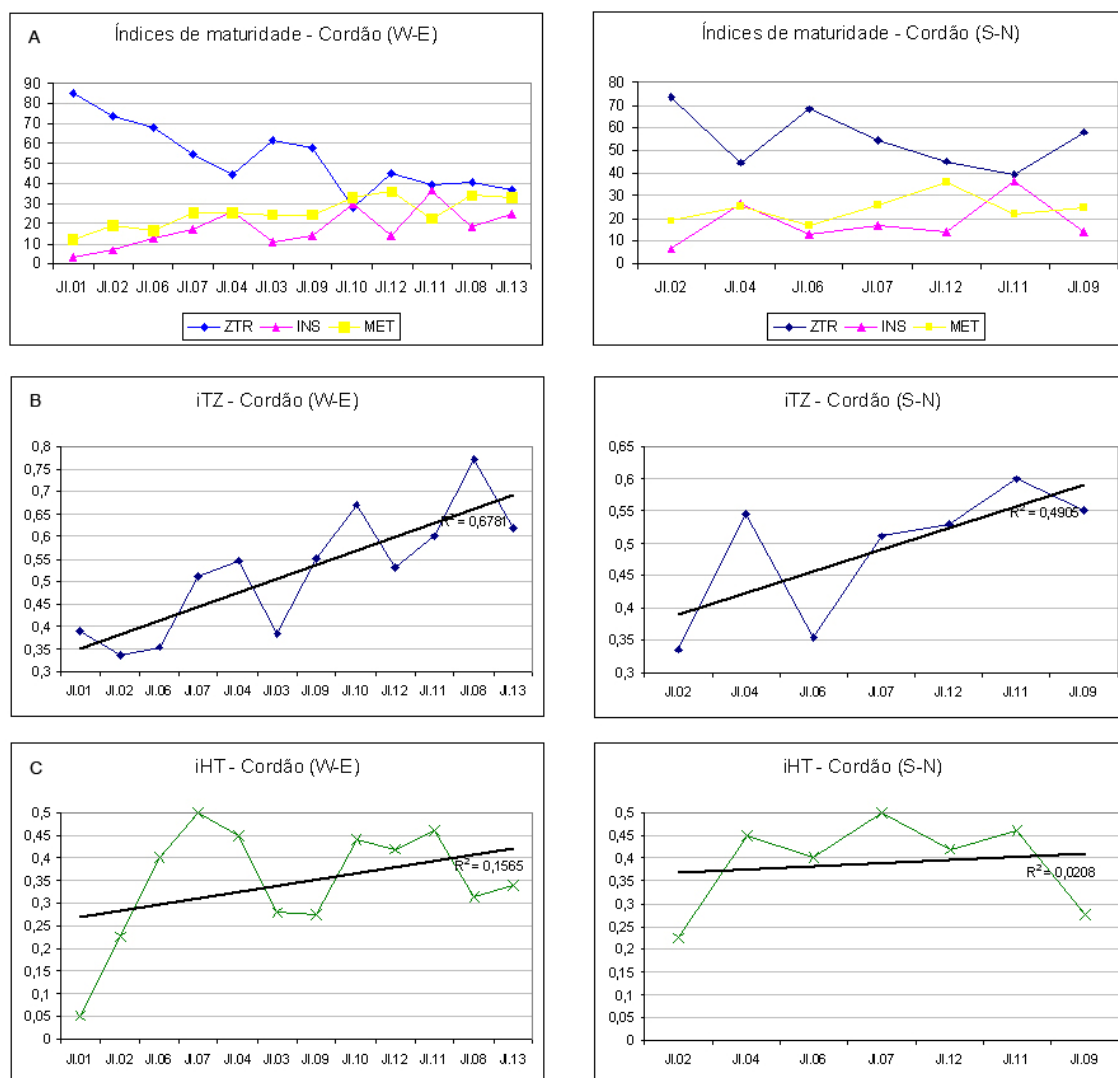 A
Índices de maturidade - Cordão (W-E)
90
80
70
60
50
40
30
20
10
0
JI.01 JI.02 JI.06 JI.07 JI.04 JI.03 JI.09 JI.10 JI.12 JI.11 JI.08 JI.13
ZTR INS MET
Índices de maturidade - Cordão (S-N)
80
70
60
50
40
30
20
10
0
JI.02 JI.04 JI.06 JI.07 JI.12 JI.11 JI.09
ZTR INS MET
B
iTZ - Cordão (W-E)
0,8
0,75
0,7
0,65
0,6
0,55
0,5
0,45
0,4
0,35
0,3
R² = 0,6781
JI.01 JI.02 JI.06 JI.07 JI.04 JI.03 JI.09 JI.10 JI.12 JI.11 JI.08 JI.13
iTZ - Cordão (S-N)
0,65
0,6
0,55
0,5
0,45
0,4
0,35
0,3
R² = 0,4905
JI.02 JI.04 JI.06 JI.07 JI.12 JI.11 JI.09
C
iHT - Cordão (W-E)
0,5
0,45
0,4
0,35
0,3
0,25
0,2
0,15
0,1
0,05
0
R² = 0,1565
JI.01 JI.02 JI.06 JI.07 JI.04 JI.03 JI.09 JI.10 JI.12 JI.11 JI.08 JI.13
iHT - Cordão (S-N)
0,5
0,45
0,4
0,35
0,3
0,25
0,2
0,15
0,1
0,05
0
R² = 0,0208
JI.02 JI.04 JI.06 JI.07 JI.12 JI.11 JI.09